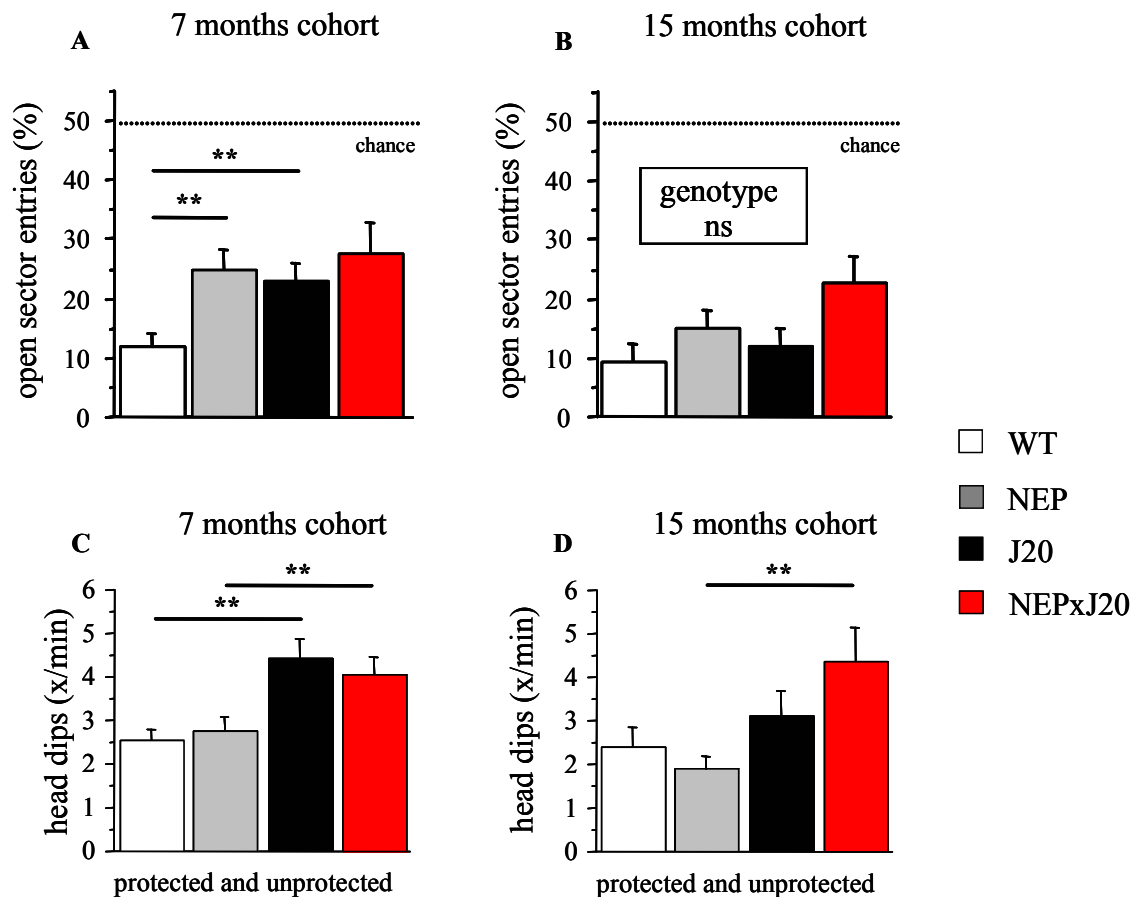 A
7 months cohort
open sector entries (%)
50
40
30
20
10
0
chance
**
**
B
15 months cohort
open sector entries (%)
50
40
30
20
10
0
chance
genotype
ns
WT
NEP
J20
NEPxJ20
C
7 months cohort
head dips (x/min)
6
5
4
3
2
1
0
**
**
protected and unprotected
D
15 months cohort
head dips (x/min)
6
5
4
3
2
1
0
**
protected and unprotected